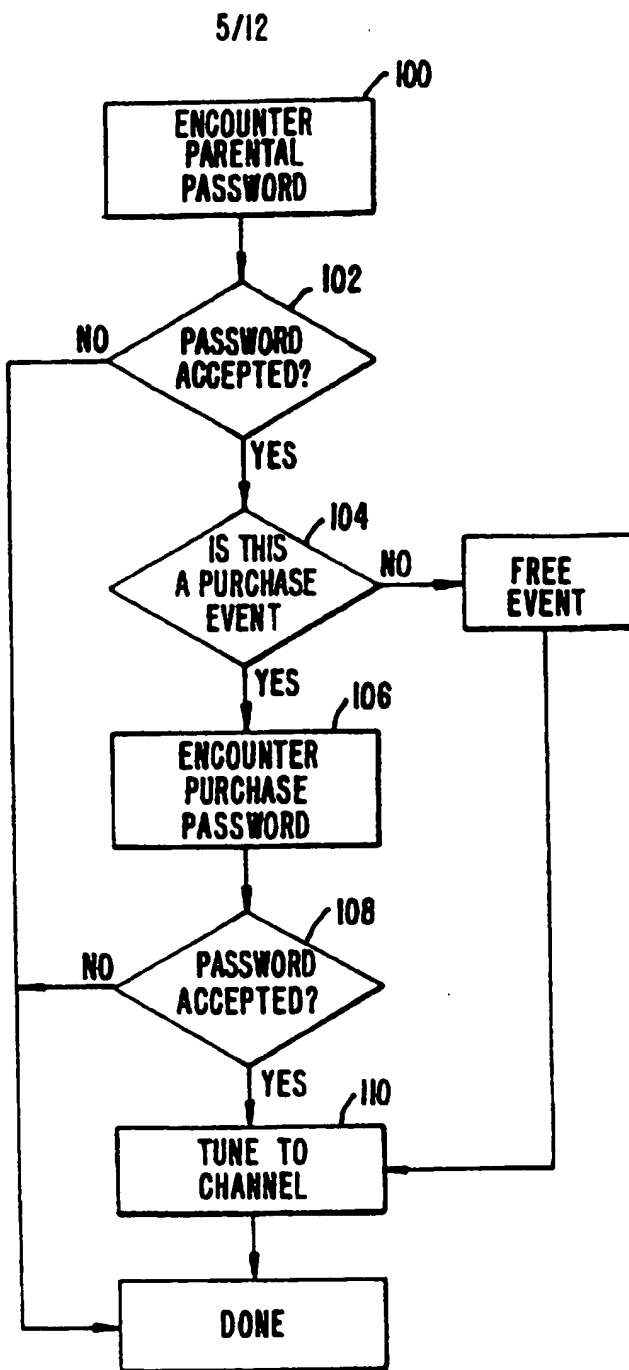 5/12
100
ENCOUNTER
PARENTAL
PASSWORD
102
NO
PASSWORD
ACCEPTED?
YES
104
IS THIS
A PURCHASE
EVENT
NO
FREE
EVENT
YES
106
ENCOUNTER
PURCHASE
PASSWORD
108
NO
PASSWORD
ACCEPTED?
YES
110
TUNE TO
CHANNEL
DONE